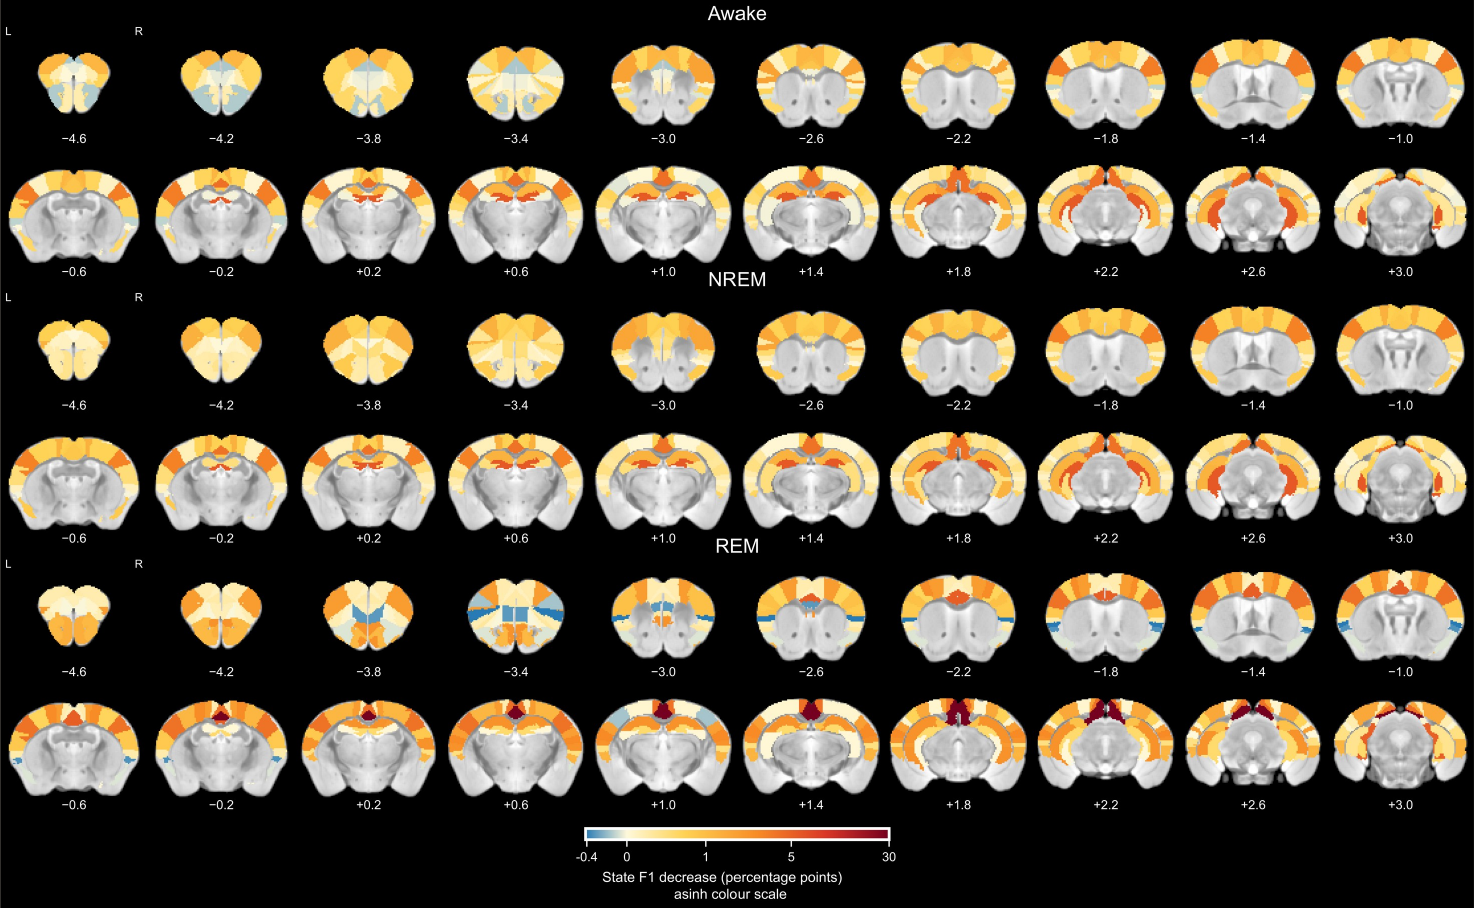 Awake
L R
−4.6 −4.2 −3.8 −3.4 −3.0 −2.6 −2.2 −1.8 −1.4 −1.0
−0.6 −0.2 +0.2 +0.6 +1.0 +1.4 +1.8 +2.2 +2.6 +3.0
NREM
L R
−4.6 −4.2 −3.8 −3.4 −3.0 −2.6 −2.2 −1.8 −1.4 −1.0
−0.6 −0.2 +0.2 +0.6 +1.0 +1.4 +1.8 +2.2 +2.6 +3.0
REM
L R
−4.6 −4.2 −3.8 −3.4 −3.0 −2.6 −2.2 −1.8 −1.4 −1.0
−0.6 −0.2 +0.2 +0.6 +1.0 +1.4 +1.8 +2.2 +2.6 +3.0
-0.4 0 1 5 30
State F1 decrease (percentage points)
asinh colour scale